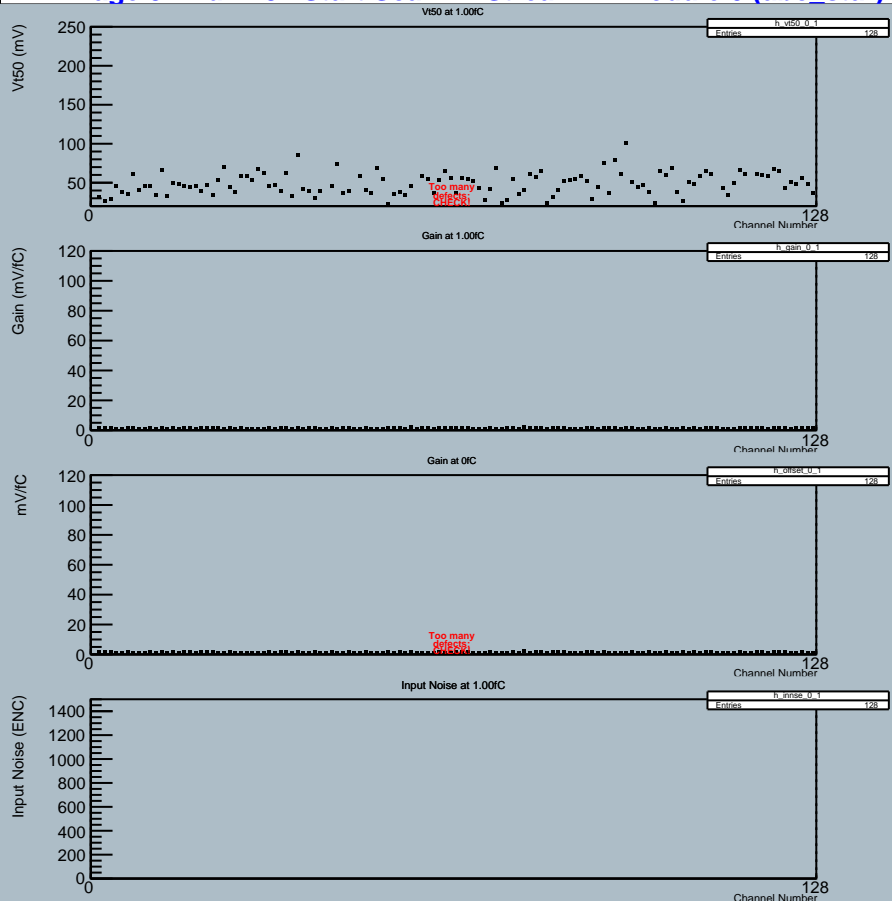 Vt50 at 1.00fC
h_vt50_0_1
Entries 128
Vt50 (mV)
250
200
150
100
50
Too many
defects:
CHECK!
0
128
Channel Number
Gain at 1.00fC
h_gain_0_1
Entries 128
Gain (mV/fC)
120
100
80
60
40
20
0
0
128
Channel Number
Gain at 0fC
h_offset_0_1
Entries 128
mV/fC
120
100
80
60
40
20
0
Too many
defects:
CHECK!
0
128
Channel Number
Input Noise at 1.00fC
h_innse_0_1
Entries 128
Input Noise (ENC)
1400
1200
1000
800
600
400
200
0
0
128
Channel Number